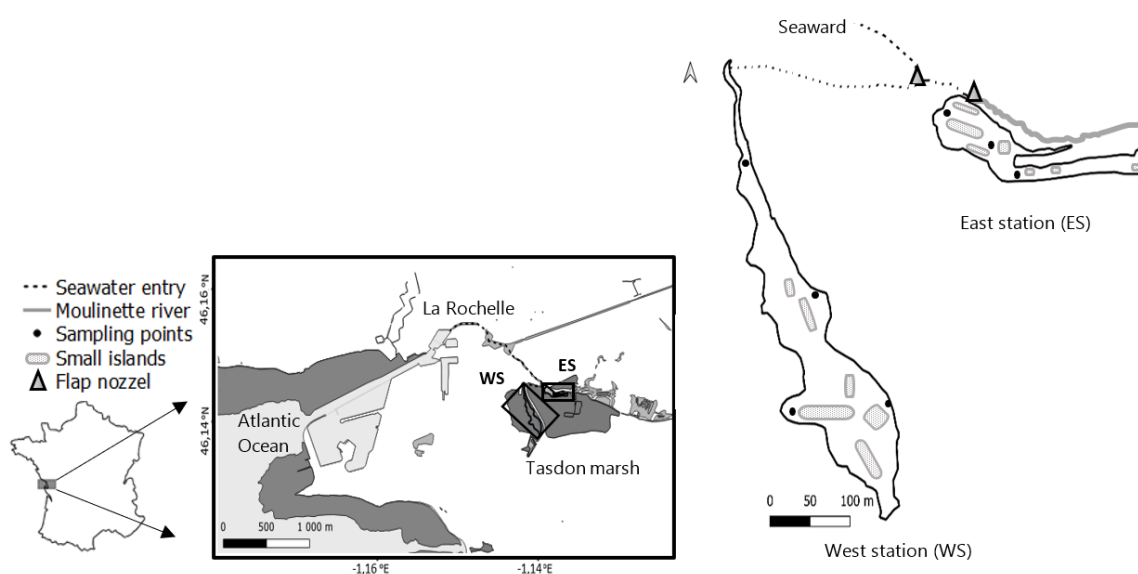 Seaward
East station (ES)
Seawater entry
Moulinette river
Sampling points
Small islands
Flap nozzel
46,16 °N
46,14 °N
La Rochelle
WS
ES
Atlantic
Ocean
Tasdon marsh
0 500 1 000 m
-1,16°E
-1,14°E
0 50 100 m
West station (WS)